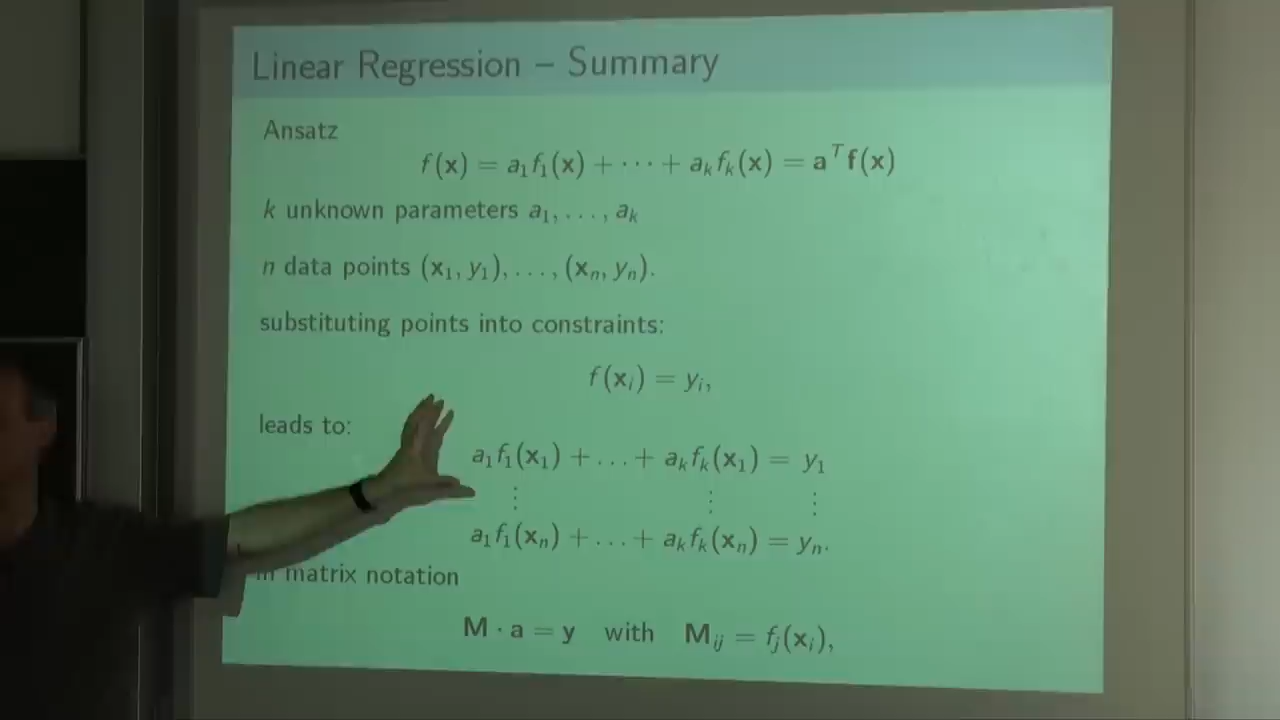 Linear Regression – Summary
Ansatz
f(x) = a₁f₁(x) + ⋯ + aₖfₖ(x) = aᵀf(x)
k unknown parameters a₁, …, aₖ
n data points (x₁, y₁), …, (xₙ, yₙ).
substituting points into constraints:
f(xᵢ) = yᵢ,
leads to:
a₁f₁(x₁) + … + aₖfₖ(x₁) = y₁
⋮ ⋮ ⋮
a₁f₁(xₙ) + … + aₖfₖ(xₙ) = yₙ.
in matrix notation
M · a = y with Mᵢⱼ = fⱼ(xᵢ),